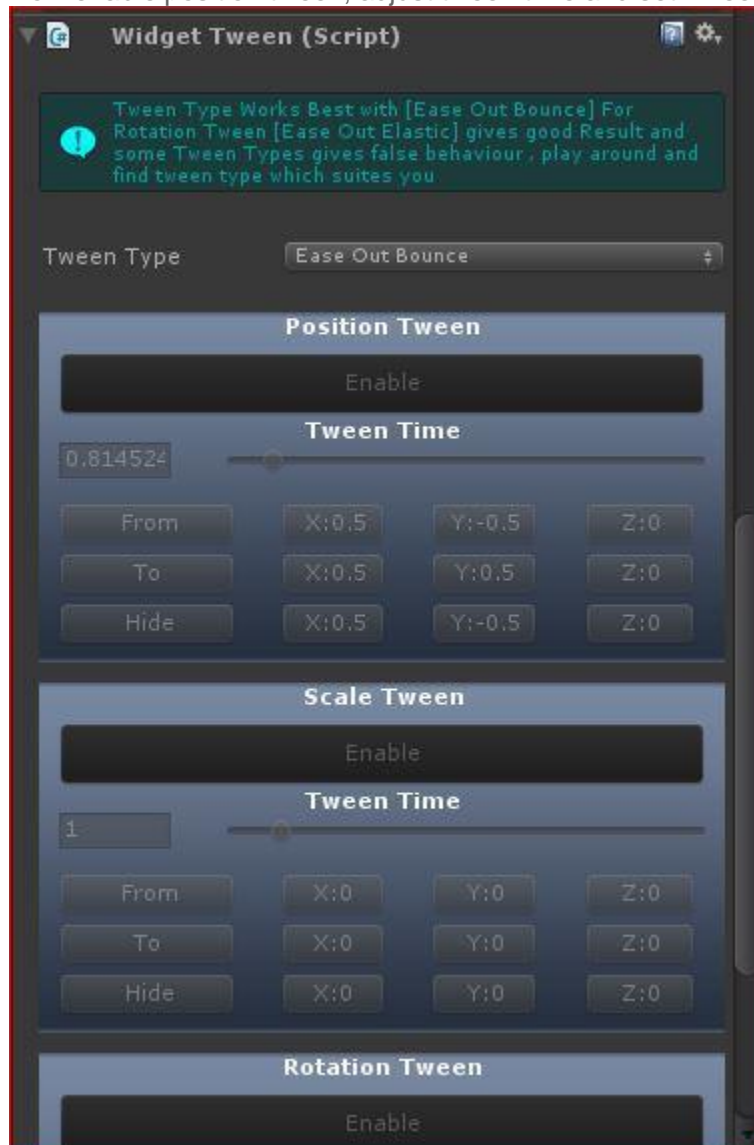 Widget Tween (Script)
Tween Type Works Best with [Ease Out Bounce] For
Rotation Tween [Ease Out Elastic] gives good Result and
some Tween Types gives false behaviour , play around and
find tween type which suites you
Tween Type Ease Out Bounce
Position Tween
Enable
Tween Time
0.814524
From X:0.5 Y:-0.5 Z:0
To X:0.5 Y:0.5 Z:0
Hide X:0.5 Y:-0.5 Z:0
Scale Tween
Enable
Tween Time
1
From X:0 Y:0 Z:0
To X:0 Y:0 Z:0
Hide X:0 Y:0 Z:0
Rotation Tween
Enable